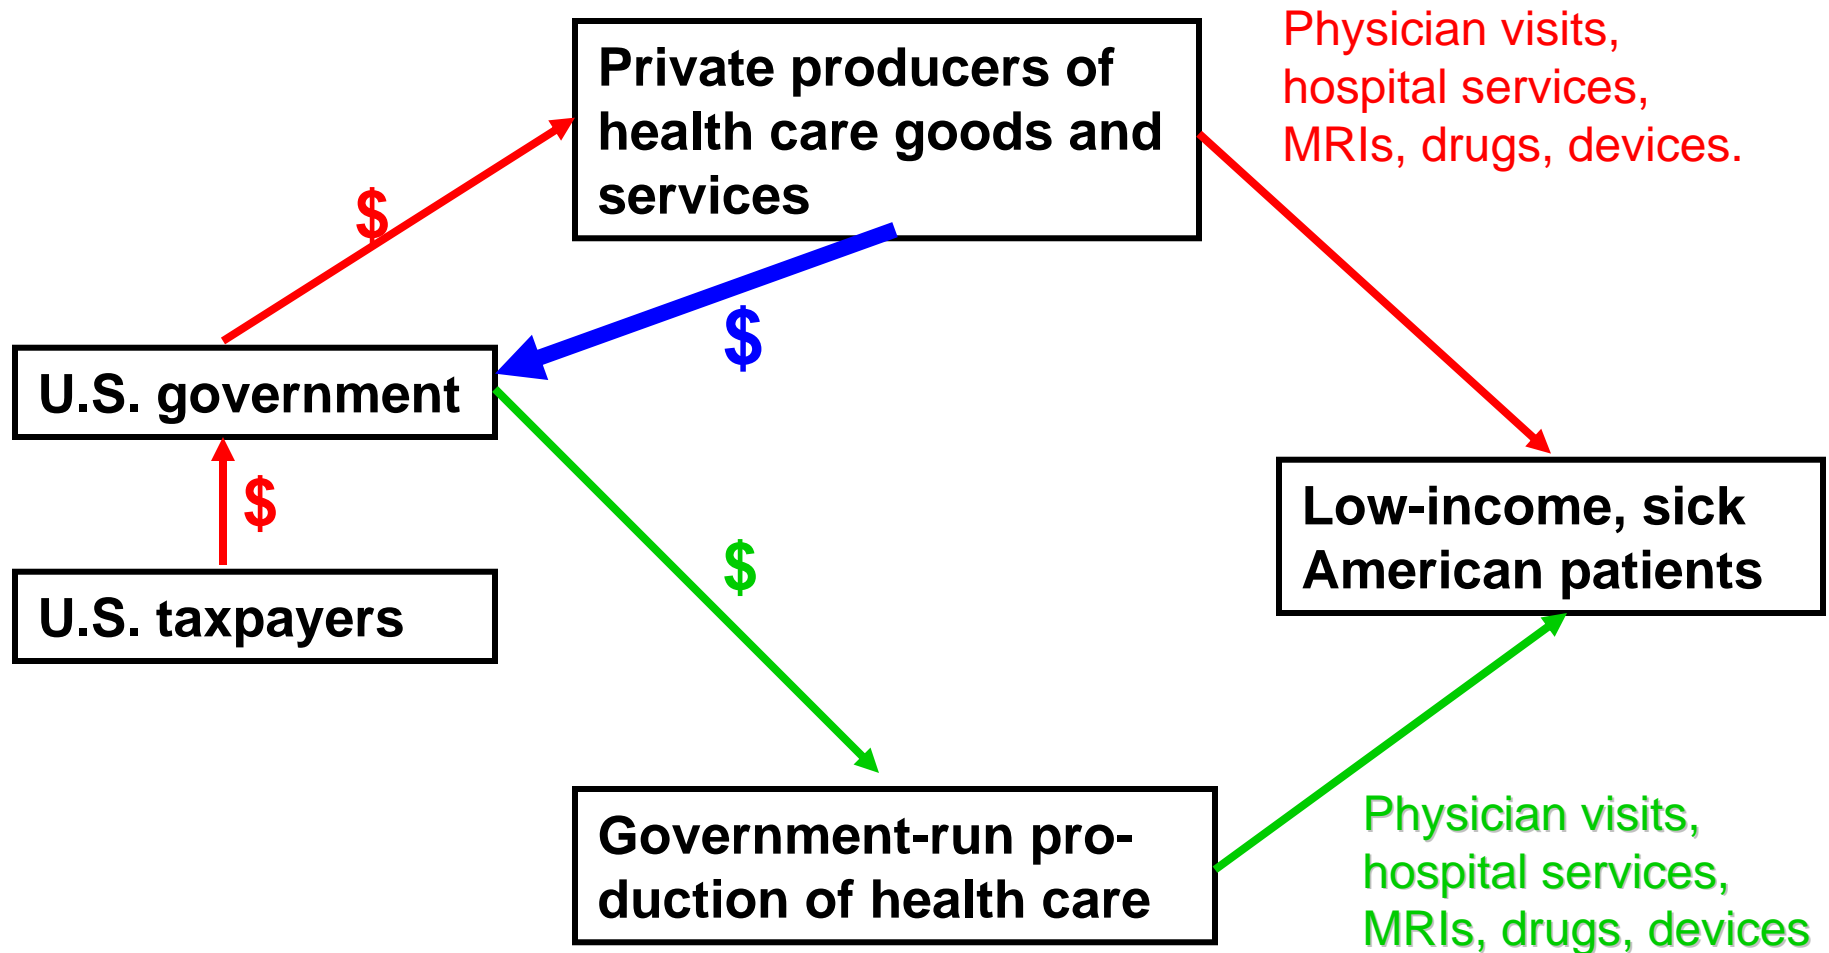 Private producers of
health care goods and
services
Physician visits,
hospital services,
MRIs, drugs, devices.
$
$
U.S. government
$
U.S. taxpayers
$
Low-income, sick
American patients
Government-run pro-
duction of health care
Physician visits,
hospital services,
MRIs, drugs, devices